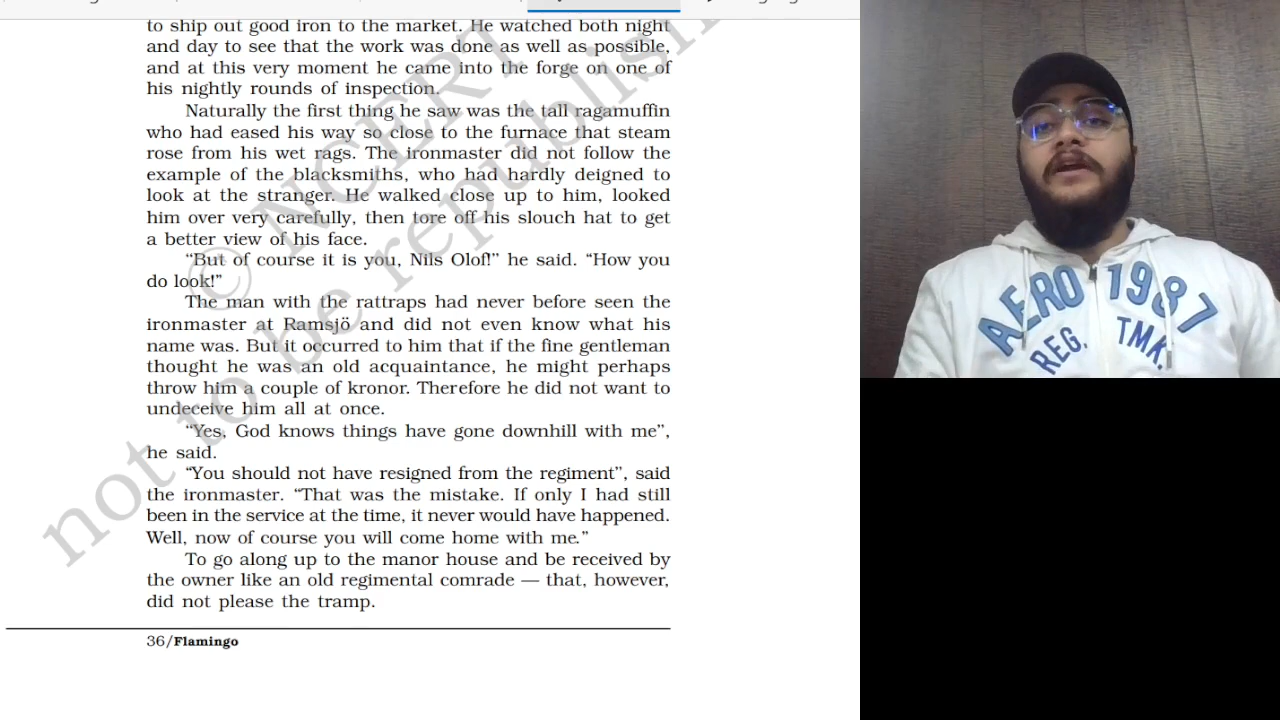 to ship out good iron to the market. He watched both night
and day to see that the work was done as well as possible,
and at this very moment he came into the forge on one of
his nightly rounds of inspection.
Naturally the first thing he saw was the tall ragamuffin
who had eased his way so close to the furnace that steam
rose from his wet rags. The ironmaster did not follow the
example of the blacksmiths, who had hardly deigned to
look at the stranger. He walked close up to him, looked
him over very carefully, then tore off his slouch hat to get
a better view of his face.
“But of course it is you, Nils Olof!” he said. “How you
do look!”
The man with the rattraps had never before seen the
ironmaster at Ramsjö and did not even know what his
name was. But it occurred to him that if the fine gentleman
thought he was an old acquaintance, he might perhaps
throw him a couple of kronor. Therefore he did not want to
undeceive him all at once.
“Yes, God knows things have gone downhill with me”,
he said.
“You should not have resigned from the regiment”, said
the ironmaster. “That was the mistake. If only I had still
been in the service at the time, it never would have happened.
Well, now of course you will come home with me.”
To go along up to the manor house and be received by
the owner like an old regimental comrade — that, however,
did not please the tramp.
36/Flamingo
© NCERT
not to be republish
AERO 1987
REG. TMK.